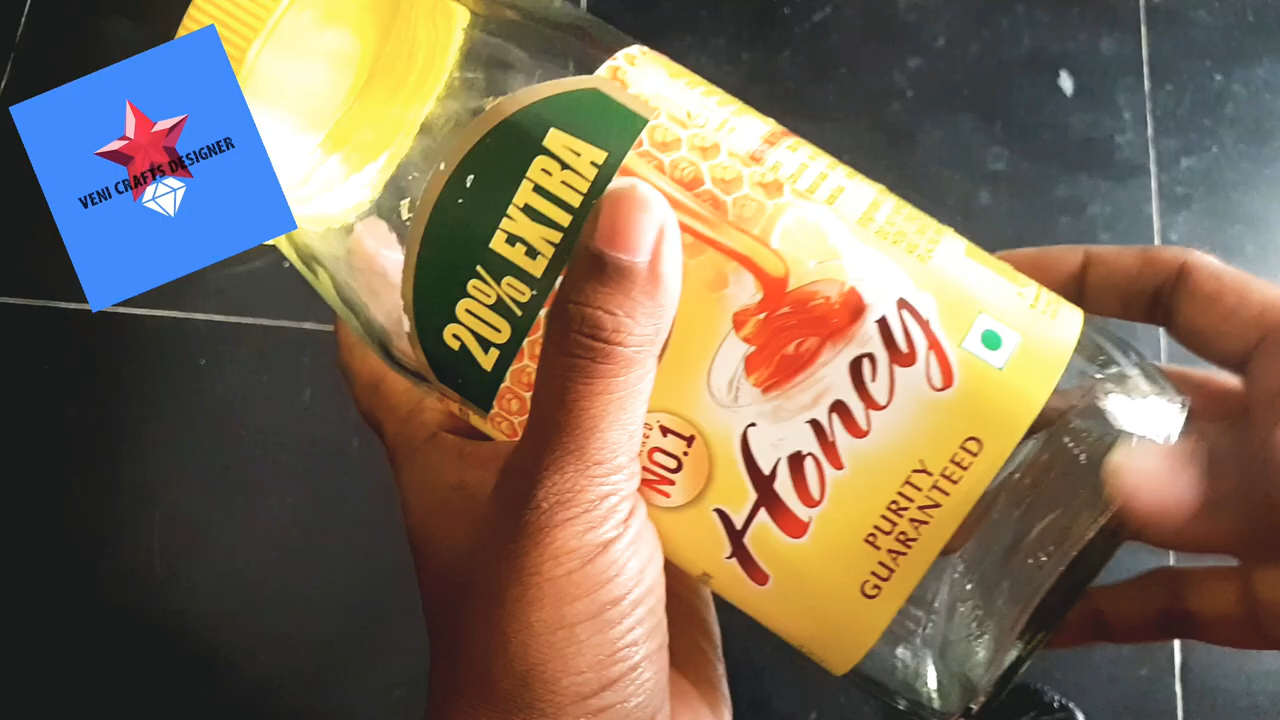 VENI CRAFTS DESIGNER
20% EXTRA
NO.1
Honey
PURITY
GUARANTEED